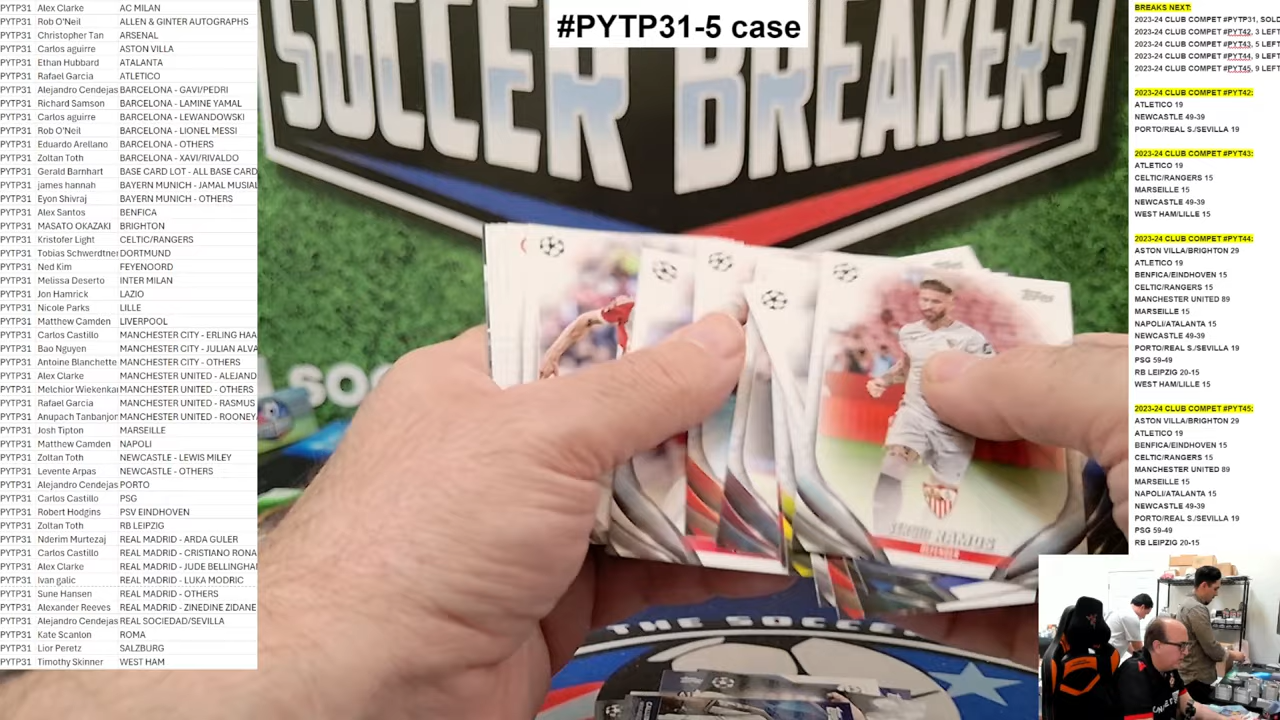 #PYTP31-5 case
SOCCER BREAKERS
PYTP31 Alex Clarke AC MILAN
PYTP31 Rob O'Neil ALLEN & GINTER AUTOGRAPHS
PYTP31 Christopher Tan ARSENAL
PYTP31 Carlos aguirre ASTON VILLA
PYTP31 Ethan Hubbard ATALANTA
PYTP31 Rafael Garcia ATLETICO
PYTP31 Alejandro Cendejas BARCELONA - GAVI/PEDRI
PYTP31 Richard Samson BARCELONA - LAMINE YAMAL
PYTP31 Carlos aguirre BARCELONA - LEWANDOWSKI
PYTP31 Rob O'Neil BARCELONA - LIONEL MESSI
PYTP31 Eduardo Arellano BARCELONA - OTHERS
PYTP31 Zoltan Toth BARCELONA - XAVI/RIVALDO
PYTP31 Gerald Barnhart BASE CARD LOT - ALL BASE CARD
PYTP31 james hannah BAYERN MUNICH - JAMAL MUSIAL
PYTP31 Eyon Shivraj BAYERN MUNICH - OTHERS
PYTP31 Alex Santos BENFICA
PYTP31 MASATO OKAZAKI BRIGHTON
PYTP31 Kristofer Light CELTIC/RANGERS
PYTP31 Tobias Schwerdtner DORTMUND
PYTP31 Ned Kim FEYENOORD
PYTP31 Melissa Deserto INTER MILAN
PYTP31 Jon Hamrick LAZIO
PYTP31 Nicole Parks LILLE
PYTP31 Matthew Camden LIVERPOOL
PYTP31 Carlos Castillo MANCHESTER CITY - ERLING HAA
PYTP31 Bao Nguyen MANCHESTER CITY - JULIAN ALVA
PYTP31 Antoine Blanchette MANCHESTER CITY - OTHERS
PYTP31 Alex Clarke MANCHESTER UNITED - ALEJAND
PYTP31 Melchior Wiekenkar MANCHESTER UNITED - OTHERS
PYTP31 Rafael Garcia MANCHESTER UNITED - RASMUS
PYTP31 Anupach Tanbanjon MANCHESTER UNITED - ROONEY
PYTP31 Josh Tipton MARSEILLE
PYTP31 Matthew Camden NAPOLI
PYTP31 Zoltan Toth NEWCASTLE - LEWIS MILEY
PYTP31 Levente Arpas NEWCASTLE - OTHERS
PYTP31 Alejandro Cendejas PORTO
PYTP31 Carlos Castillo PSG
PYTP31 Robert Hodgins PSV EINDHOVEN
PYTP31 Zoltan Toth RB LEIPZIG
PYTP31 Nderim Murtezaj REAL MADRID - ARDA GULER
PYTP31 Carlos Castillo REAL MADRID - CRISTIANO RONA
PYTP31 Alex Clarke REAL MADRID - JUDE BELLINGHA
PYTP31 Ivan galic REAL MADRID - LUKA MODRIC
PYTP31 Sune Hansen REAL MADRID - OTHERS
PYTP31 Alexander Reeves REAL MADRID - ZINEDINE ZIDANE
PYTP31 Alejandro Cendejas REAL SOCIEDAD/SEVILLA
PYTP31 Kate Scanlon ROMA
PYTP31 Lior Peretz SALZBURG
PYTP31 Timothy Skinner WEST HAM
topps
SERGIO RAMOS
DEFENDER
THE SOCCER
BREAKS NEXT:
2023-24 CLUB COMPET #PYTP31, SOLD
2023-24 CLUB COMPET #PYT42, 3 LEFT
2023-24 CLUB COMPET #PYT43, 5 LEFT
2023-24 CLUB COMPET #PYT44, 9 LEFT
2023-24 CLUB COMPET #PYT45, 9 LEFT
2023-24 CLUB COMPET #PYT42:
ATLETICO 19
NEWCASTLE 49-39
PORTO/REAL S./SEVILLA 19
2023-24 CLUB COMPET #PYT43:
ATLETICO 19
CELTIC/RANGERS 15
MARSEILLE 15
NEWCASTLE 49-39
WEST HAM/LILLE 15
2023-24 CLUB COMPET #PYT44:
ASTON VILLA/BRIGHTON 29
ATLETICO 19
BENFICA/EINDHOVEN 15
CELTIC/RANGERS 15
MANCHESTER UNITED 89
MARSEILLE 15
NAPOLI/ATALANTA 15
NEWCASTLE 49-39
PORTO/REAL S./SEVILLA 19
PSG 59-49
RB LEIPZIG 20-15
WEST HAM/LILLE 15
2023-24 CLUB COMPET #PYT45:
ASTON VILLA/BRIGHTON 29
ATLETICO 19
BENFICA/EINDHOVEN 15
CELTIC/RANGERS 15
MANCHESTER UNITED 89
MARSEILLE 15
NAPOLI/ATALANTA 15
NEWCASTLE 49-39
PORTO/REAL S./SEVILLA 19
PSG 59-49
RB LEIPZIG 20-15